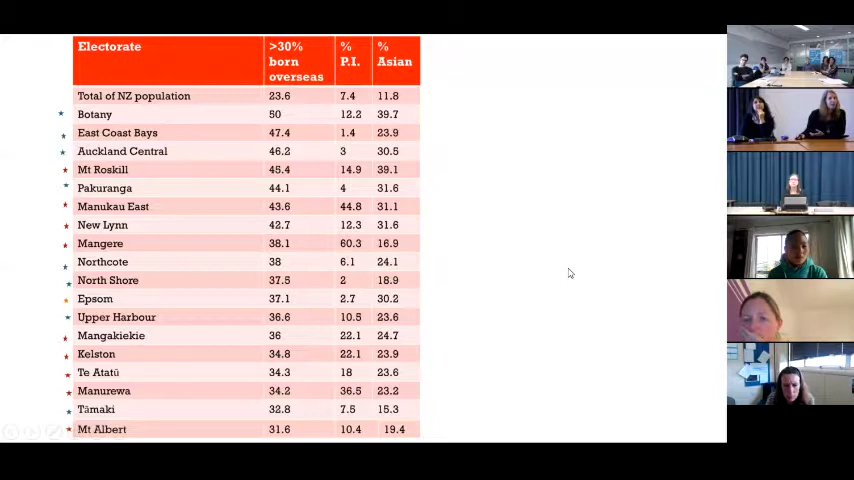 Electorate >30% born overseas % P.I. % Asian
Total of NZ population 23.6 7.4 11.8
Botany 50 12.2 39.7
East Coast Bays 47.4 1.4 23.9
Auckland Central 46.2 3 30.5
Mt Roskill 45.4 14.9 39.1
Pakuranga 44.1 4 31.6
Manukau East 43.6 44.8 31.1
New Lynn 42.7 12.3 31.6
Mangere 38.1 60.3 16.9
Northcote 38 6.1 24.1
North Shore 37.5 2 18.9
Epsom 37.1 2.7 30.2
Upper Harbour 36.6 10.5 23.6
Mangakiekie 36 22.1 24.7
Kelston 34.8 22.1 23.9
Te Atatū 34.3 18 23.6
Manurewa 34.2 36.5 23.2
Tāmaki 32.8 7.5 15.3
Mt Albert 31.6 10.4 19.4